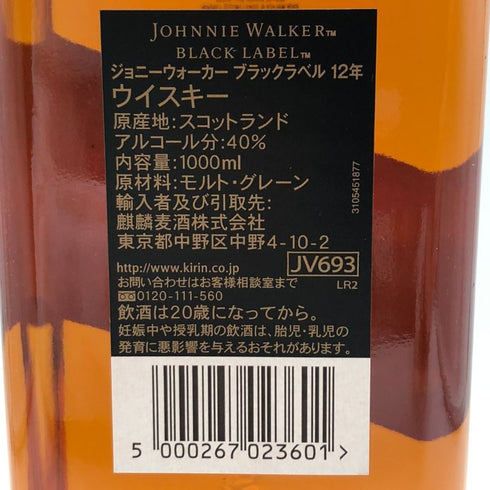 JOHNNIE WALKER™
BLACK LABEL™
ジョニーウォーカー ブラックラベル 12年
ウイスキー
原産地:スコットランド
アルコール分:40%
内容量:1000ml
原材料:モルト・グレーン
輸入者及び引取先:
麒麟麦酒株式会社
東京都中野区中野4-10-2
http://www.kirin.co.jp
JV693
お問い合わせはお客様相談室まで
LR2
0120-111-560
飲酒は20歳になってから。
妊娠中や授乳期の飲酒は、胎児・乳児の
発育に悪影響を与えるおそれがあります。
3105451877
5 000267 023601 >